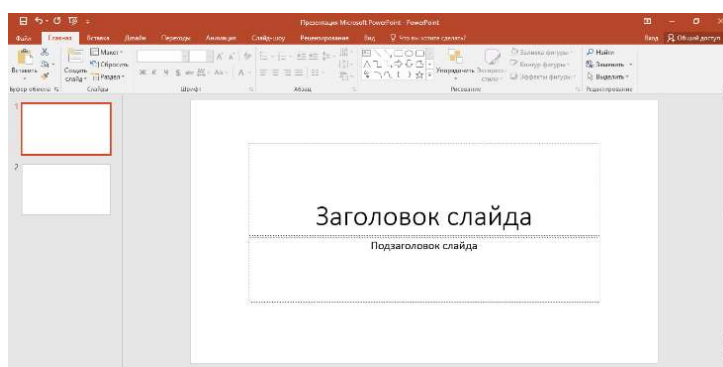 Презентация Microsoft PowerPoint - PowerPoint
Файл Главная Вставка Дизайн Переходы Анимация Слайд-шоу Рецензирование Вид Что вы хотите сделать? Вход Общий доступ
Вставить
Создать слайд
Макет
Сбросить
Раздел
Ж К Ч S abc Aa A
Упорядочить
Экспресс-стили
Заливка фигуры
Контур фигуры
Эффекты фигуры
Найти
Заменить
Выделить
Буфер обмена Слайды Шрифт Абзац Рисование Редактирование
1
2
Заголовок слайда
Подзаголовок слайда